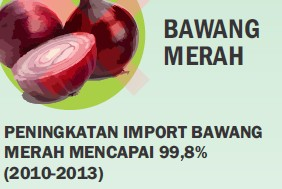 BAWANG
MERAH
PENINGKATAN IMPORT BAWANG
MERAH MENCAPAI 99,8%
(2010-2013)